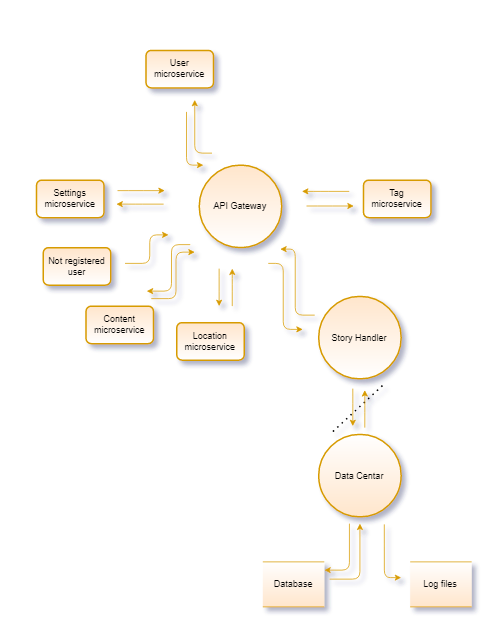 User
microservice
API Gateway
Settings
microservice
Tag
microservice
Not registered
user
Content
microservice
Location
microservice
Story Handler
Data Centar
Database
Log files